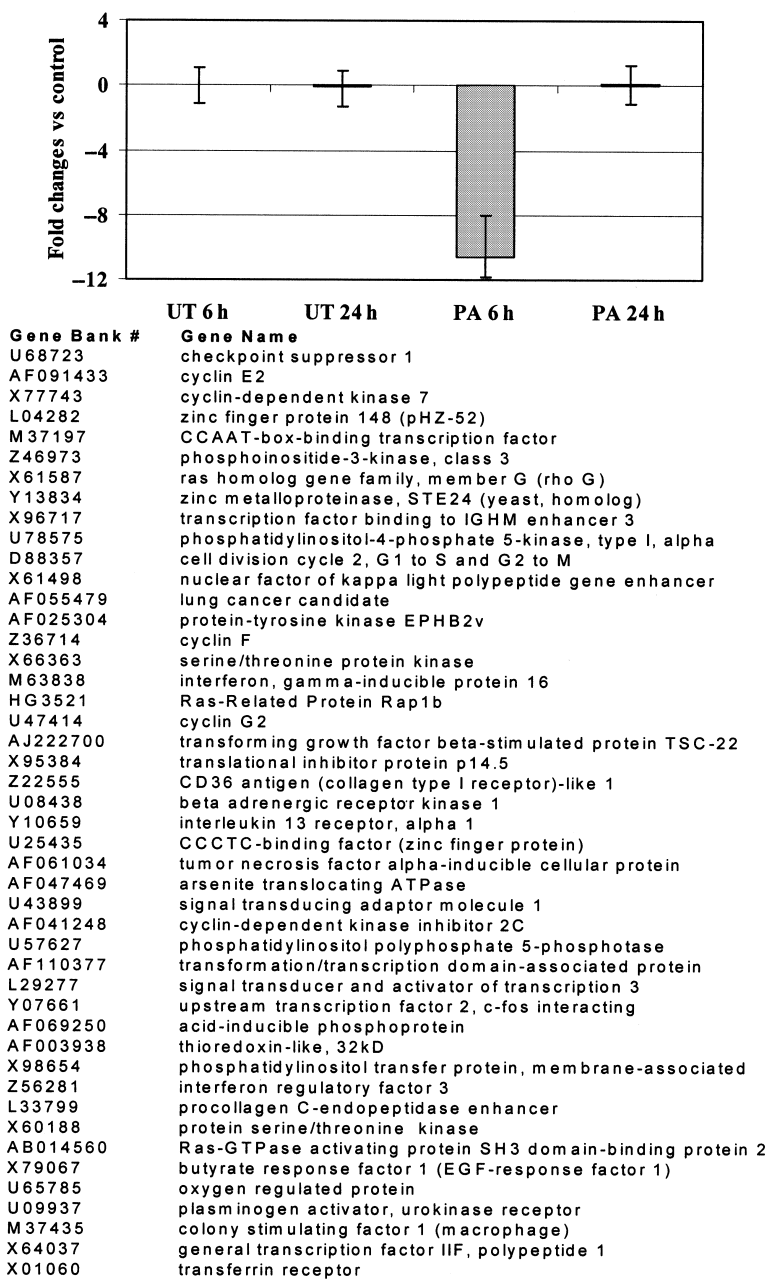 4
0
−4
−8
−12
Fold changes vs control
UT 6 h UT 24 h PA 6 h PA 24 h
Gene Bank # Gene Name
U68723 checkpoint suppressor 1
AF091433 cyclin E2
X77743 cyclin-dependent kinase 7
L04282 zinc finger protein 148 (pHZ-52)
M37197 CCAAT-box-binding transcription factor
Z46973 phosphoinositide-3-kinase, class 3
X61587 ras homolog gene family, member G (rho G)
Y13834 zinc metalloproteinase, STE24 (yeast, homolog)
X96717 transcription factor binding to IGHM enhancer 3
U78575 phosphatidylinositol-4-phosphate 5-kinase, type I, alpha
D88357 cell division cycle 2, G1 to S and G2 to M
X61498 nuclear factor of kappa light polypeptide gene enhancer
AF055479 lung cancer candidate
AF025304 protein-tyrosine kinase EPHB2v
Z36714 cyclin F
X66363 serine/threonine protein kinase
M63838 interferon, gamma-inducible protein 16
HG3521 Ras-Related Protein Rap1b
U47414 cyclin G2
AJ222700 transforming growth factor beta-stimulated protein TSC-22
X95384 translational inhibitor protein p14.5
Z22555 CD36 antigen (collagen type I receptor)-like 1
U08438 beta adrenergic receptor kinase 1
Y10659 interleukin 13 receptor, alpha 1
U25435 CCCTC-binding factor (zinc finger protein)
AF061034 tumor necrosis factor alpha-inducible cellular protein
AF047469 arsenite translocating ATPase
U43899 signal transducing adaptor molecule 1
AF041248 cyclin-dependent kinase inhibitor 2C
U57627 phosphatidylinositol polyphosphate 5-phosphotase
AF110377 transformation/transcription domain-associated protein
L29277 signal transducer and activator of transcription 3
Y07661 upstream transcription factor 2, c-fos interacting
AF069250 acid-inducible phosphoprotein
AF003938 thioredoxin-like, 32kD
X98654 phosphatidylinositol transfer protein, membrane-associated
Z56281 interferon regulatory factor 3
L33799 procollagen C-endopeptidase enhancer
X60188 protein serine/threonine kinase
AB014560 Ras-GTPase activating protein SH3 domain-binding protein 2
X79067 butyrate response factor 1 (EGF-response factor 1)
U65785 oxygen regulated protein
U09937 plasminogen activator, urokinase receptor
M37435 colony stimulating factor 1 (macrophage)
X64037 general transcription factor IIF, polypeptide 1
X01060 transferrin receptor